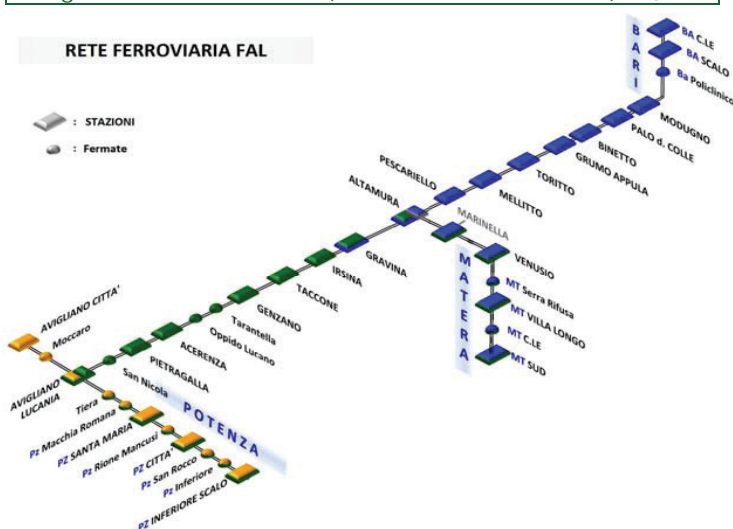 RETE FERROVIARIA FAL
: STAZIONI
: Fermate
BARI
BA C.LE
BA SCALO
Ba Policlinico
MODUGNO
PALO d. COLLE
BINETTO
GRUMO APPULA
TORITTO
MELLITTO
PESCARIELLO
ALTAMURA
MARINELLA
VENUSIO
MATERA
MT Serra Rifusa
MT VILLA LONGO
MT C.LE
MT SUD
GRAVINA
IRSINA
TACCONE
GENZANO
Tarantella
Oppido Lucano
ACERENZA
PIETRAGALLA
San Nicola
AVIGLIANO CITTA'
Moccaro
AVIGLIANO
LUCANIA
POTENZA
Tiera
Pz Macchia Romana
PZ SANTA MARIA
Pz Rione Mancusi
PZ CITTA'
Pz San Rocco
Pz Inferiore
PZ INFERIORE SCALO